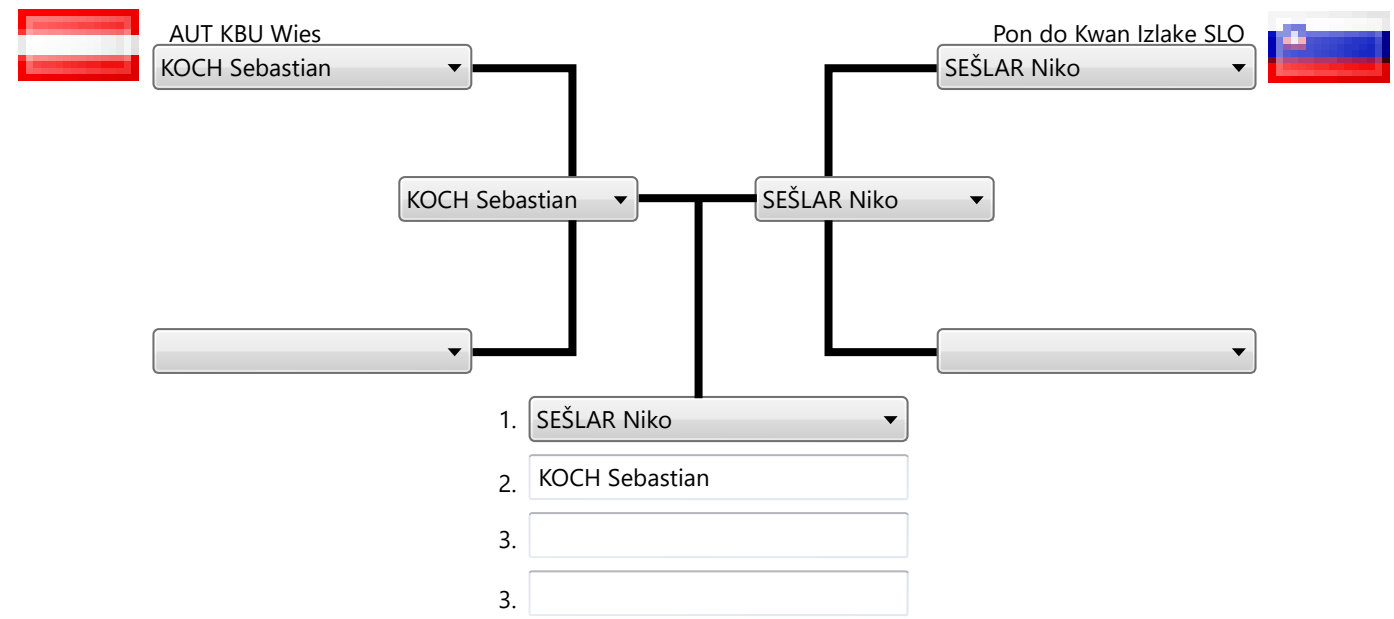 AUT KBU Wies
Pon do Kwan Izlake SLO
KOCH Sebastian
SEŠLAR Niko
KOCH Sebastian
SEŠLAR Niko
1. SEŠLAR Niko
2. KOCH Sebastian
3.
3.